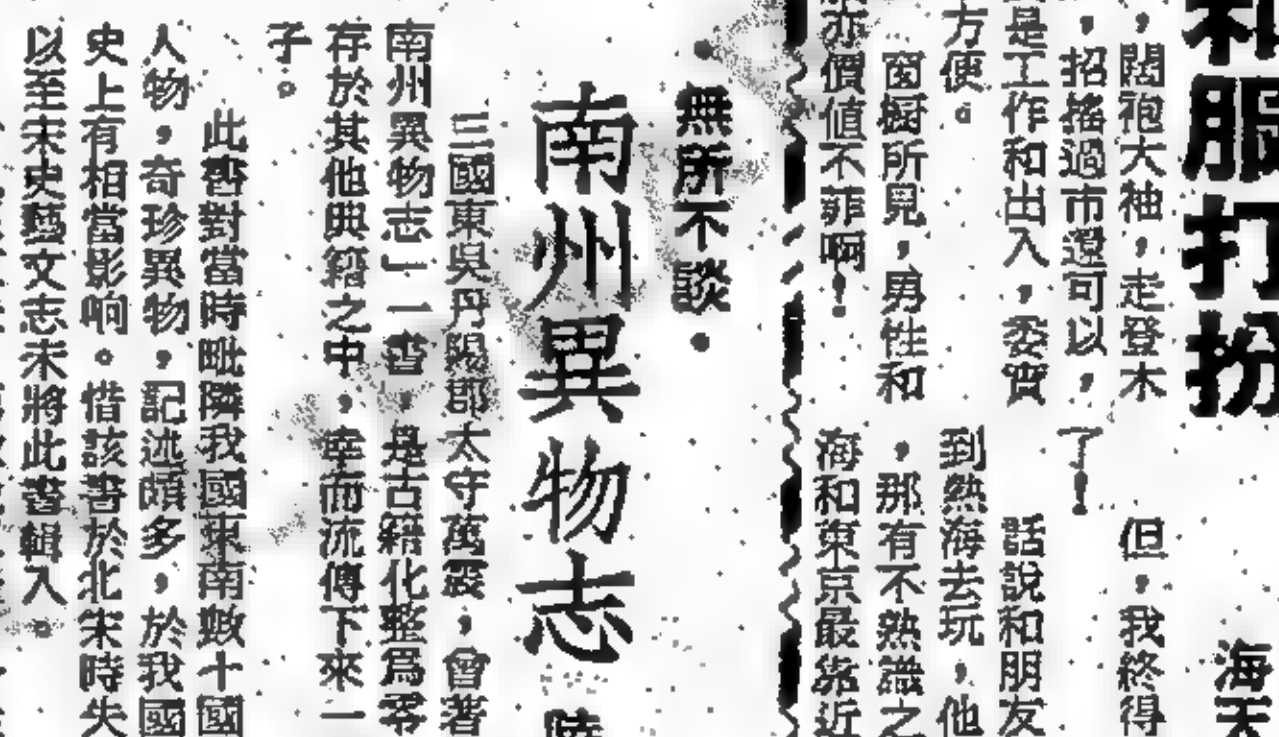 和服打扮
海天
，闊袍大袖，走登木
但，我終得
，招搖過市還可以，
了！
是工作和出入，委實
話說和朋友
方便。
到熱海去玩，他
窗櫥所見，男性和
，那有不熟識之
亦價值不菲啊！
海和東京最靠近
•無所不談•
南州異物志
三國東吳丹陽郡太守萬震，曾著
南州異物志」一書，是古籍化整爲零
存於其他典籍之中，幸而流傳下來一
子。
此書對當時毗隣我國東南數十國
人物，奇珍異物，記述頗多，於我國
史上有相當影响。惜該書於北宋時失
以至宋史藝文志未將此書輯入。